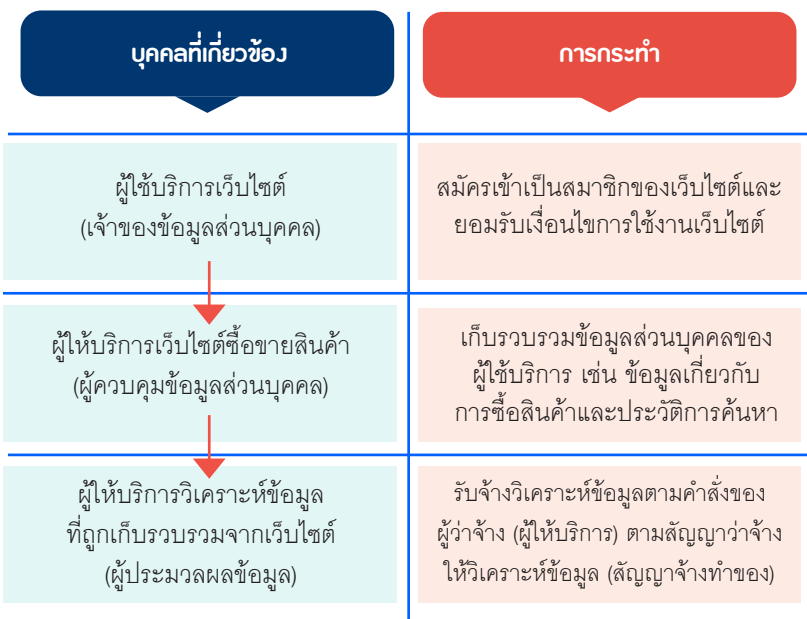 บุคคลที่เกี่ยวข้อง
การกระทำ
ผู้ใช้บริการเว็บไซต์
(เจ้าของข้อมูลส่วนบุคคล)
สมัครเข้าเป็นสมาชิกของเว็บไซต์และ
ยอมรับเงื่อนไขการใช้งานเว็บไซต์
ผู้ให้บริการเว็บไซต์ซื้อขายสินค้า
(ผู้ควบคุมข้อมูลส่วนบุคคล)
เก็บรวบรวมข้อมูลส่วนบุคคลของ
ผู้ใช้บริการ เช่น ข้อมูลเกี่ยวกับ
การซื้อสินค้าและประวัติการค้นหา
ผู้ให้บริการวิเคราะห์ข้อมูล
ที่ถูกเก็บรวบรวมจากเว็บไซต์
(ผู้ประมวลผลข้อมูล)
รับจ้างวิเคราะห์ข้อมูลตามคำสั่งของ
ผู้ว่าจ้าง (ผู้ให้บริการ) ตามสัญญาว่าจ้าง
ให้วิเคราะห์ข้อมูล (สัญญาจ้างทำของ)